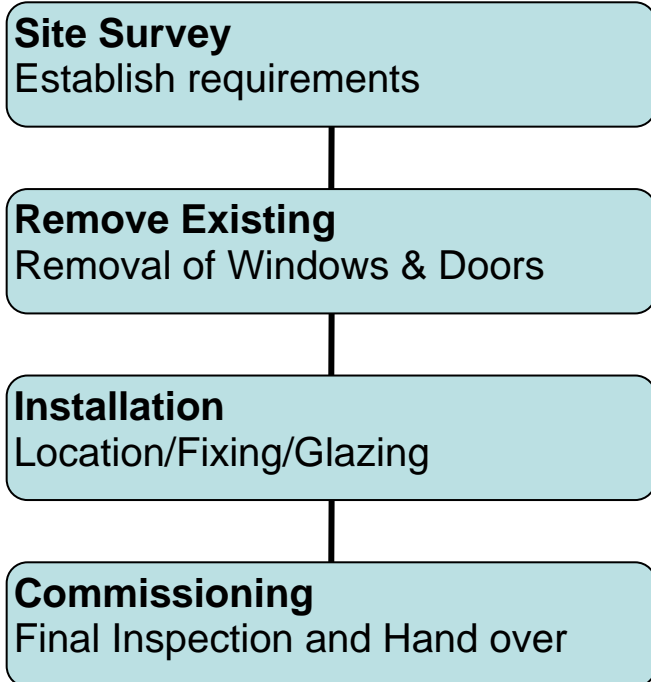 Site Survey
Establish requirements
Remove Existing
Removal of Windows & Doors
Installation
Location/Fixing/Glazing
Commissioning
Final Inspection and Hand over